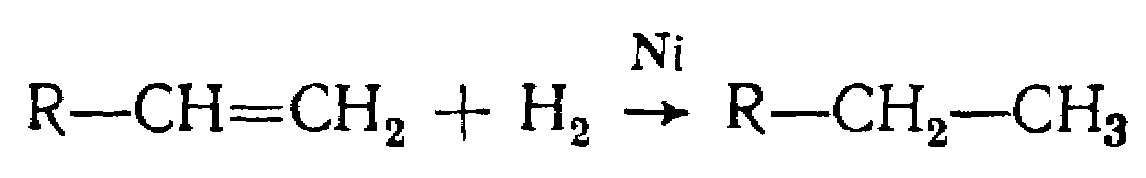 Ni
R—CH=CH₂ + H₂ → R—CH₂—CH₃